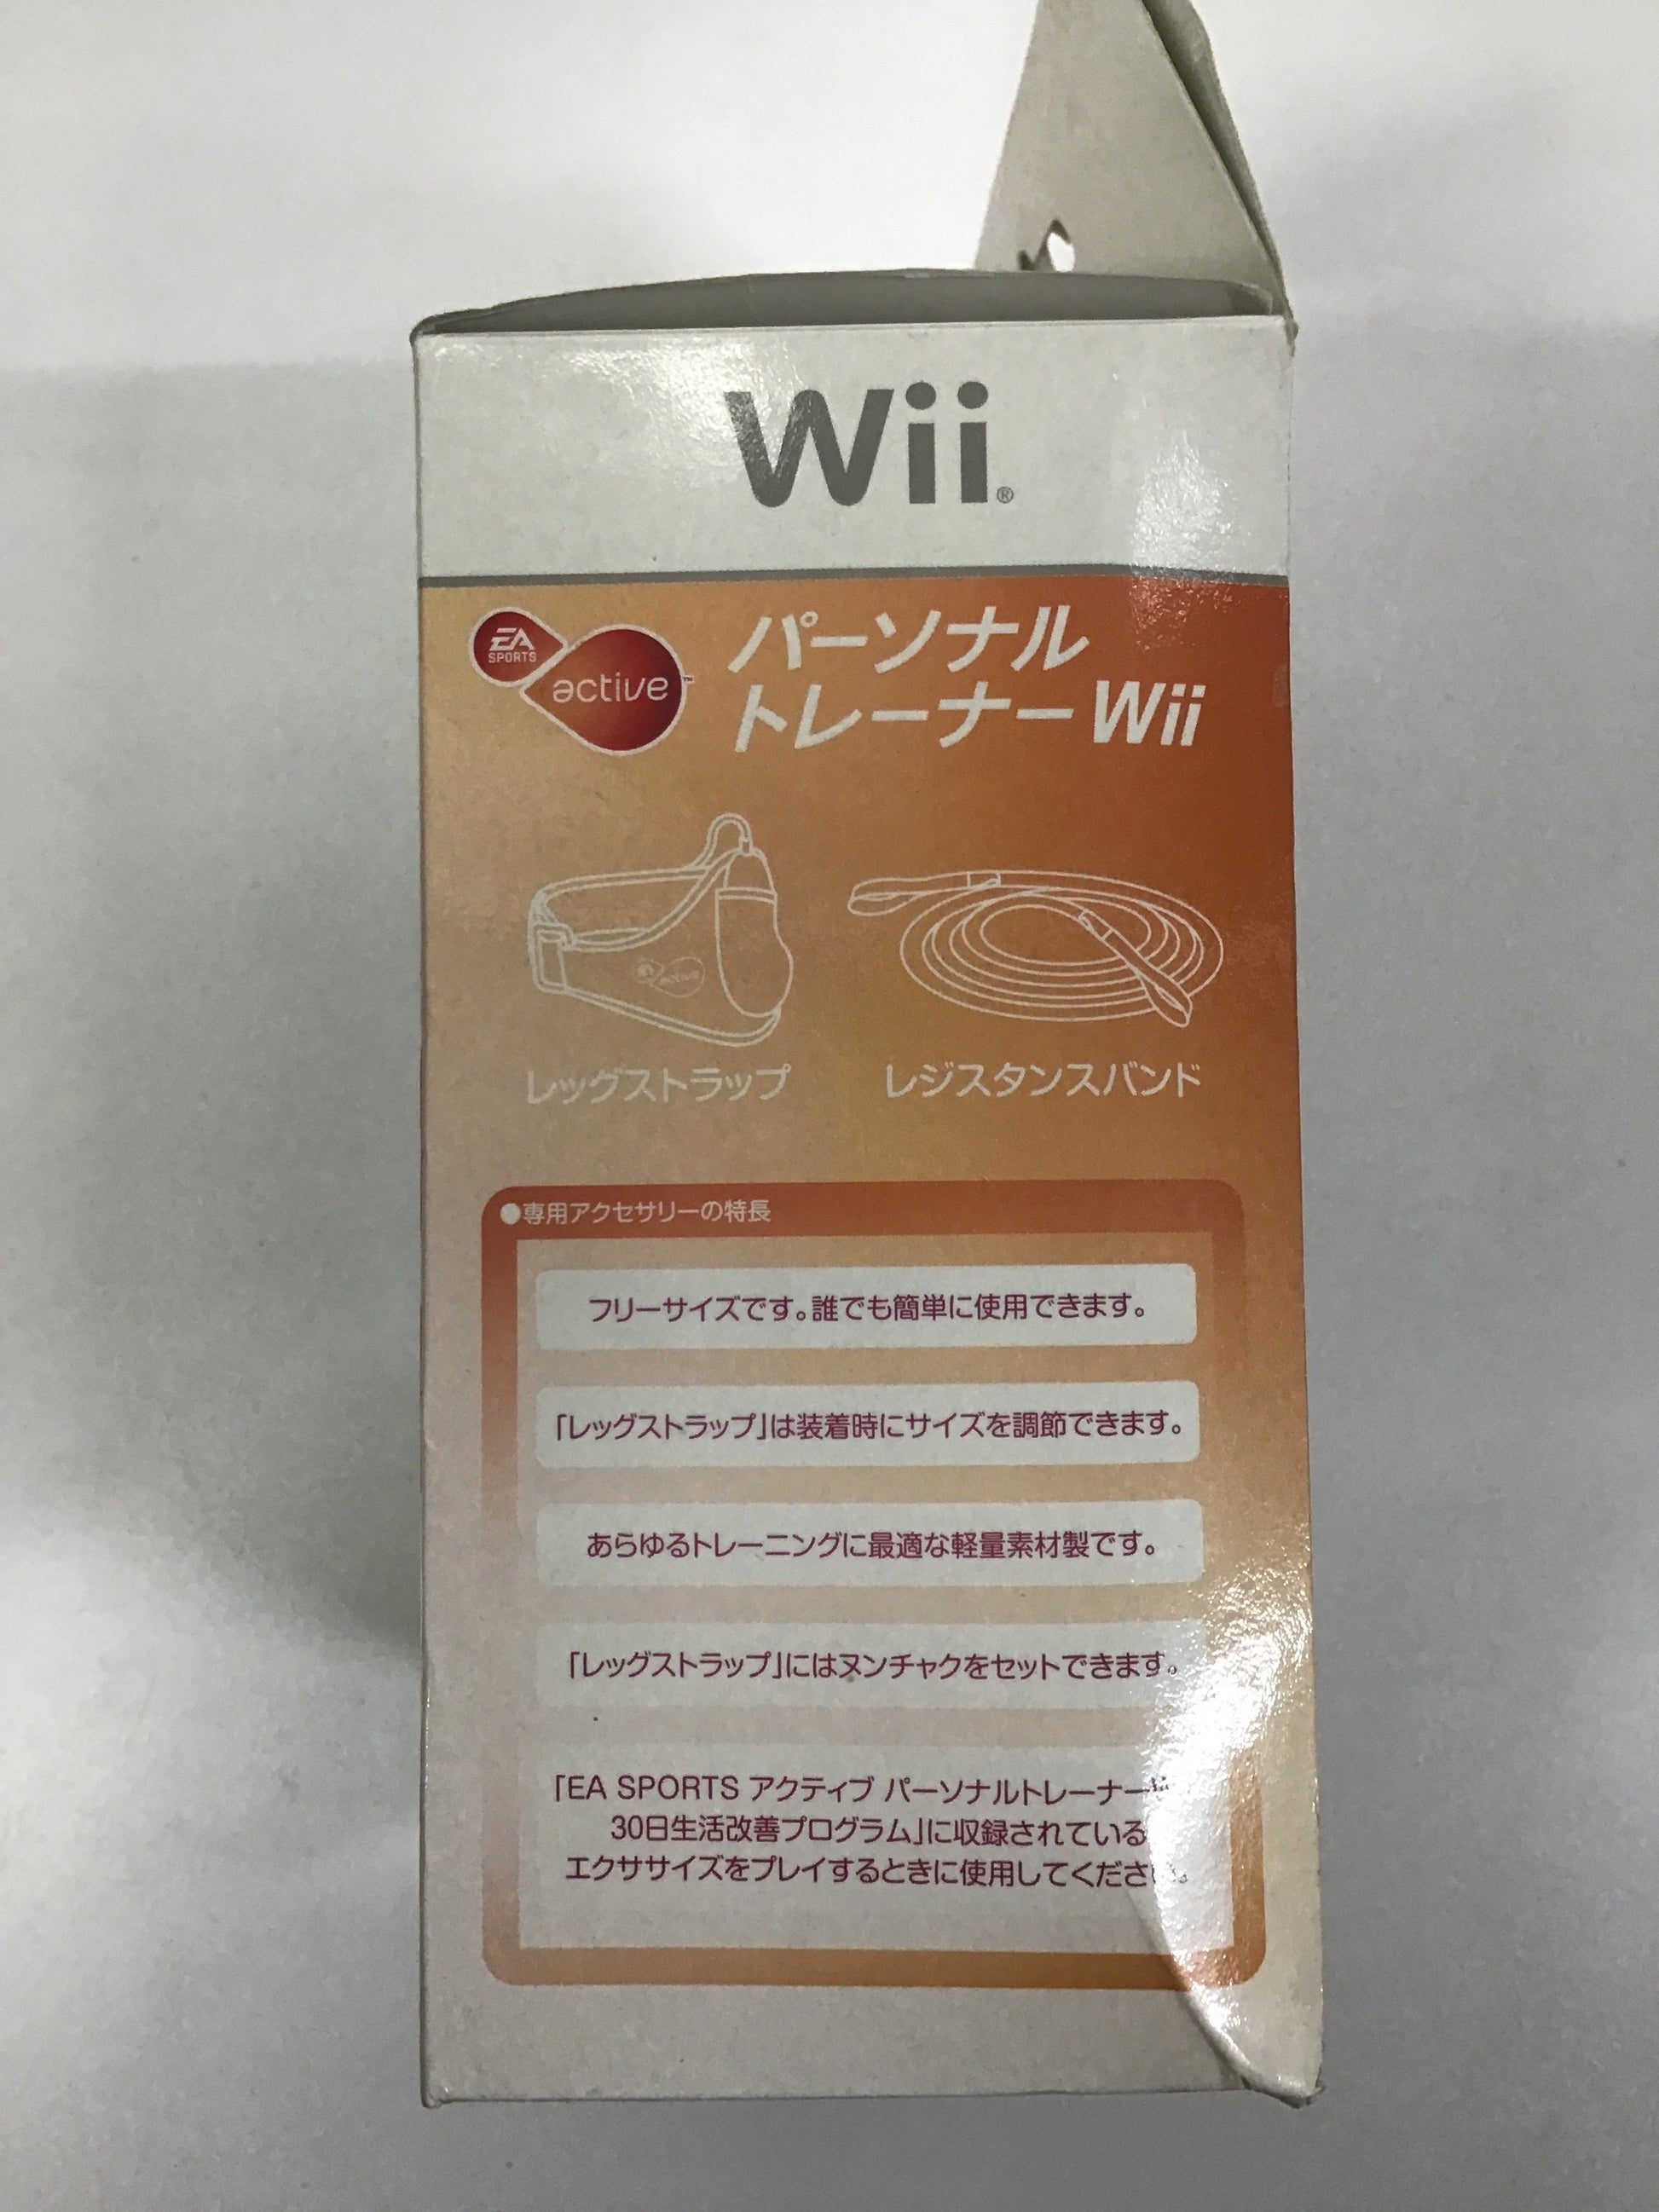 Wii®
EA SPORTS
active™
パーソナル
トレーナー Wii
active
レッグストラップ
レジスタンスバンド
●専用アクセサリーの特長
フリーサイズです。誰でも簡単に使用できます。
「レッグストラップ」は装着時にサイズを調節できます。
あらゆるトレーニングに最適な軽量素材製です。
「レッグストラップ」にはヌンチャクをセットできます。
「EA SPORTS アクティブ パーソナルトレーナー
30日生活改善プログラム」に収録されている
エクササイズをプレイするときに使用してくださ